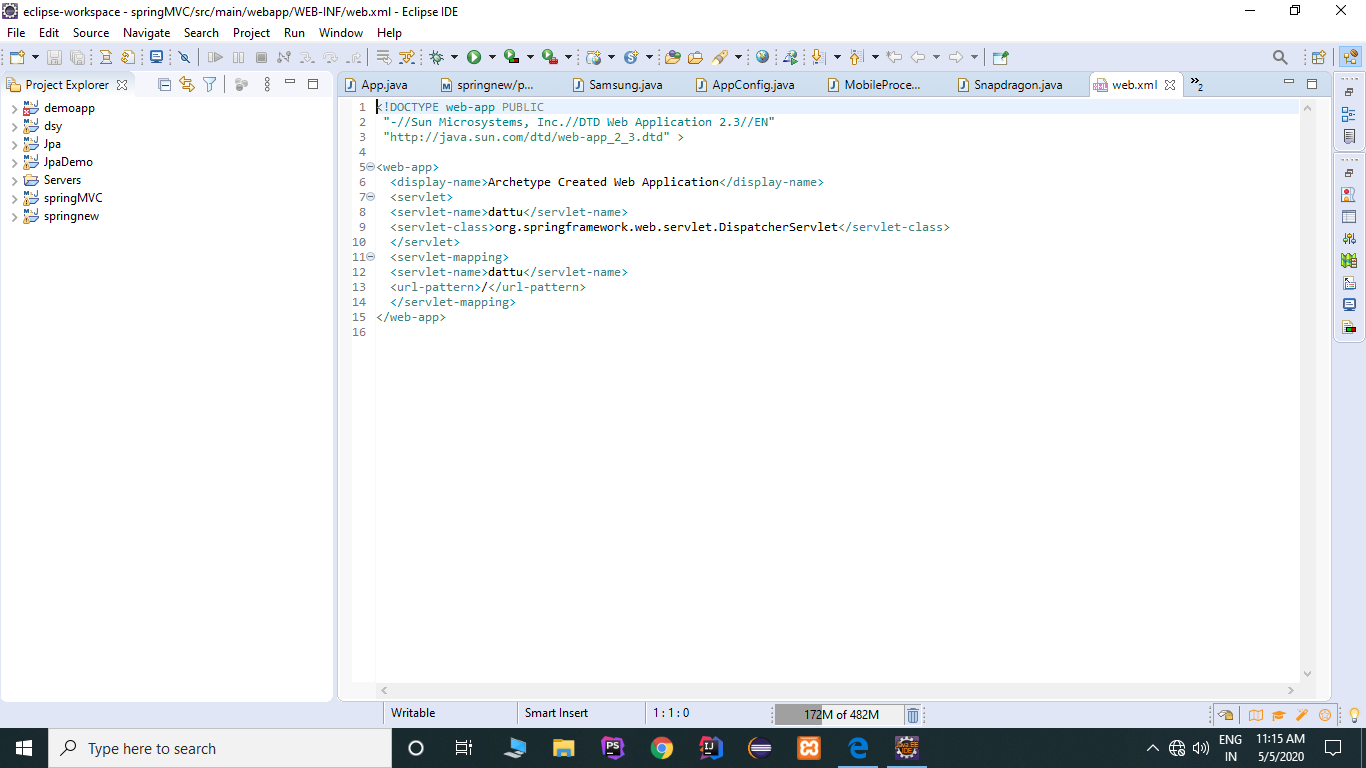 eclipse-workspace - springMVC/src/main/webapp/WEB-INF/web.xml - Eclipse IDE
File Edit Source Navigate Search Project Run Window Help
Project Explorer
demoapp
dsy
Jpa
JpaDemo
Servers
springMVC
springnew
App.java springnew/p... Samsung.java AppConfig.java MobileProce... Snapdragon.java web.xml »2
1 <!DOCTYPE web-app PUBLIC
2 "-//Sun Microsystems, Inc.//DTD Web Application 2.3//EN"
3 "http://java.sun.com/dtd/web-app_2_3.dtd" >
4
5 <web-app>
6 <display-name>Archetype Created Web Application</display-name>
7 <servlet>
8 <servlet-name>dattu</servlet-name>
9 <servlet-class>org.springframework.web.servlet.DispatcherServlet</servlet-class>
10 </servlet>
11 <servlet-mapping>
12 <servlet-name>dattu</servlet-name>
13 <url-pattern>/</url-pattern>
14 </servlet-mapping>
15 </web-app>
16
Writable Smart Insert 1 : 1 : 0 172M of 482M
Type here to search
PS
IJ
ENG
IN
11:15 AM
5/5/2020